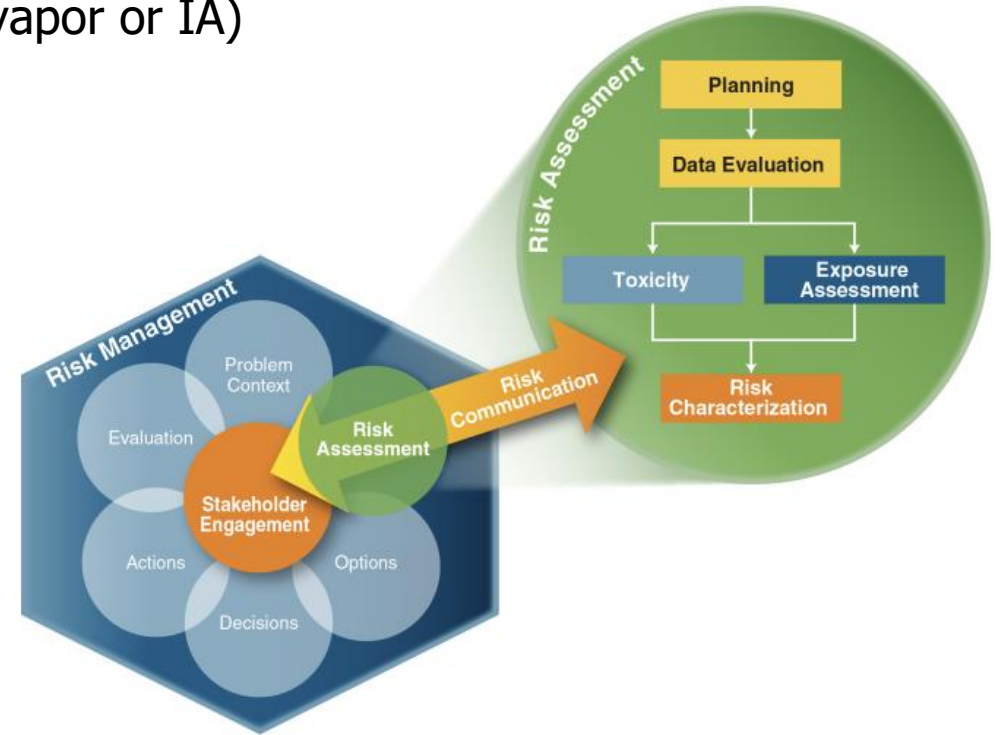 vapor or IA)
Risk Assessment
Planning
Data Evaluation
Toxicity
Exposure
Assessment
Risk
Characterization
Risk Management
Problem
Context
Evaluation
Risk
Assessment
Risk
Communication
Stakeholder
Engagement
Actions
Options
Decisions